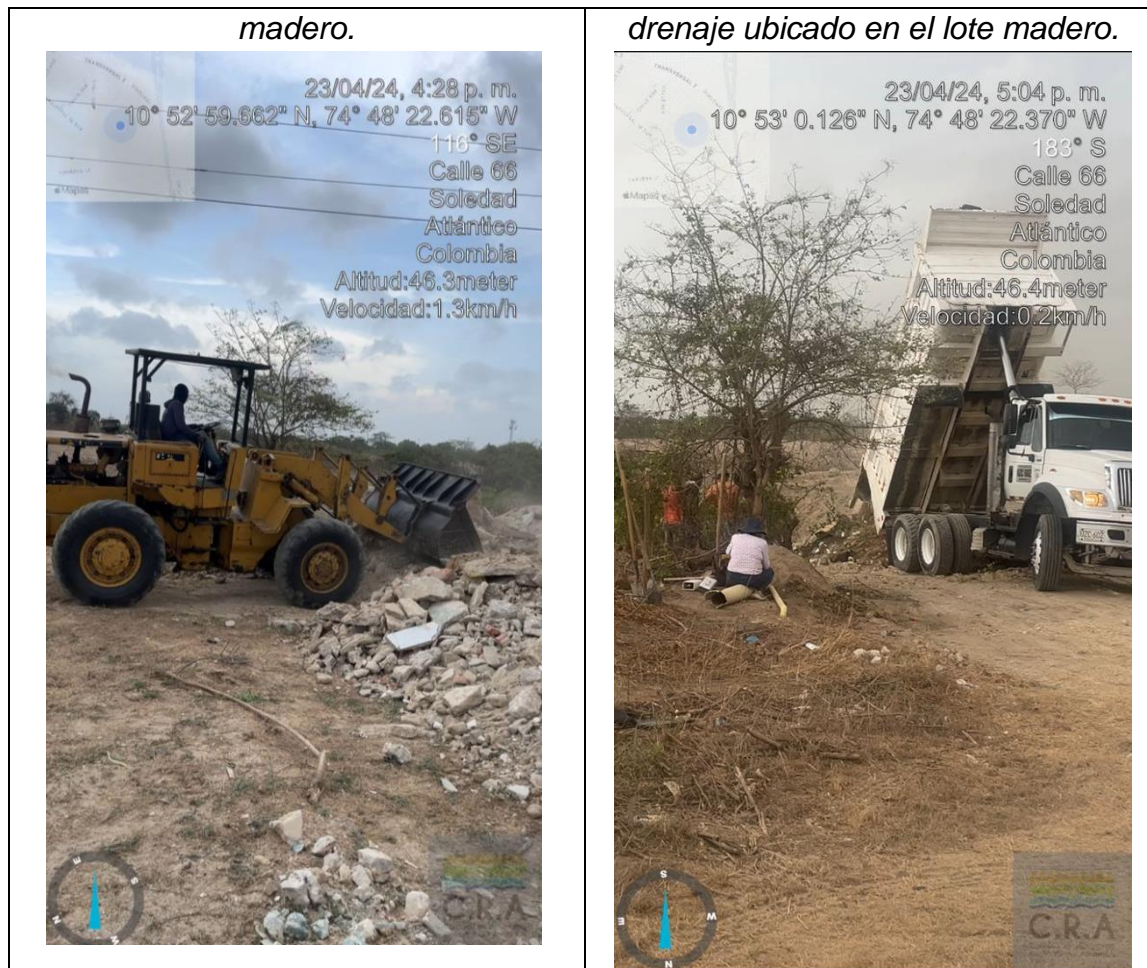 madero.
23/04/24, 4:28 p. m.
10° 52' 59.662" N, 74° 48' 22.615" W
116° SE
Calle 66
Soledad
Atlántico
Colombia
Altitud:46.3meter
Velocidad:1.3km/h
C.R.A
drenaje ubicado en el lote madero.
23/04/24, 5:04 p. m.
10° 53' 0.126" N, 74° 48' 22.370" W
183° S
Calle 66
Soledad
Atlántico
Colombia
Altitud:46.4meter
Velocidad:0.2km/h
C.R.A